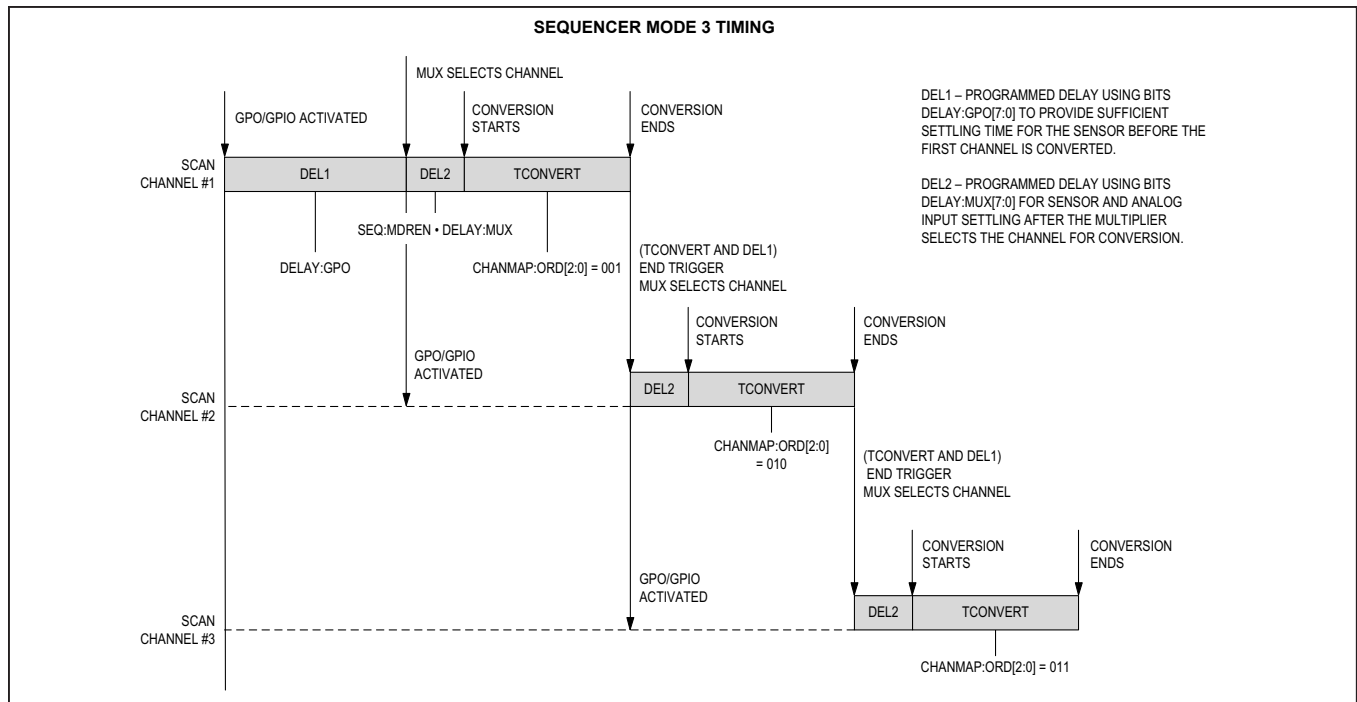 SEQUENCER MODE 3 TIMING
MUX SELECTS CHANNEL
GPO/GPIO ACTIVATED
CONVERSION
STARTS
CONVERSION
ENDS
DEL1 – PROGRAMMED DELAY USING BITS
DELAY:GPO[7:0] TO PROVIDE SUFFICIENT
SETTLING TIME FOR THE SENSOR BEFORE THE
FIRST CHANNEL IS CONVERTED.
DEL2 – PROGRAMMED DELAY USING BITS
DELAY:MUX[7:0] FOR SENSOR AND ANALOG
INPUT SETTLING AFTER THE MULTIPLIER
SELECTS THE CHANNEL FOR CONVERSION.
SCAN
CHANNEL #1
DEL1
DEL2
TCONVERT
SEQ:MDREN • DELAY:MUX
DELAY:GPO
CHANMAP:ORD[2:0] = 001
(TCONVERT AND DEL1)
END TRIGGER
MUX SELECTS CHANNEL
CONVERSION
STARTS
CONVERSION
ENDS
GPO/GPIO
ACTIVATED
DEL2
TCONVERT
SCAN
CHANNEL #2
CHANMAP:ORD[2:0]
= 010
(TCONVERT AND DEL1)
END TRIGGER
MUX SELECTS CHANNEL
CONVERSION
STARTS
CONVERSION
ENDS
GPO/GPIO
ACTIVATED
DEL2
TCONVERT
SCAN
CHANNEL #3
CHANMAP:ORD[2:0] = 011